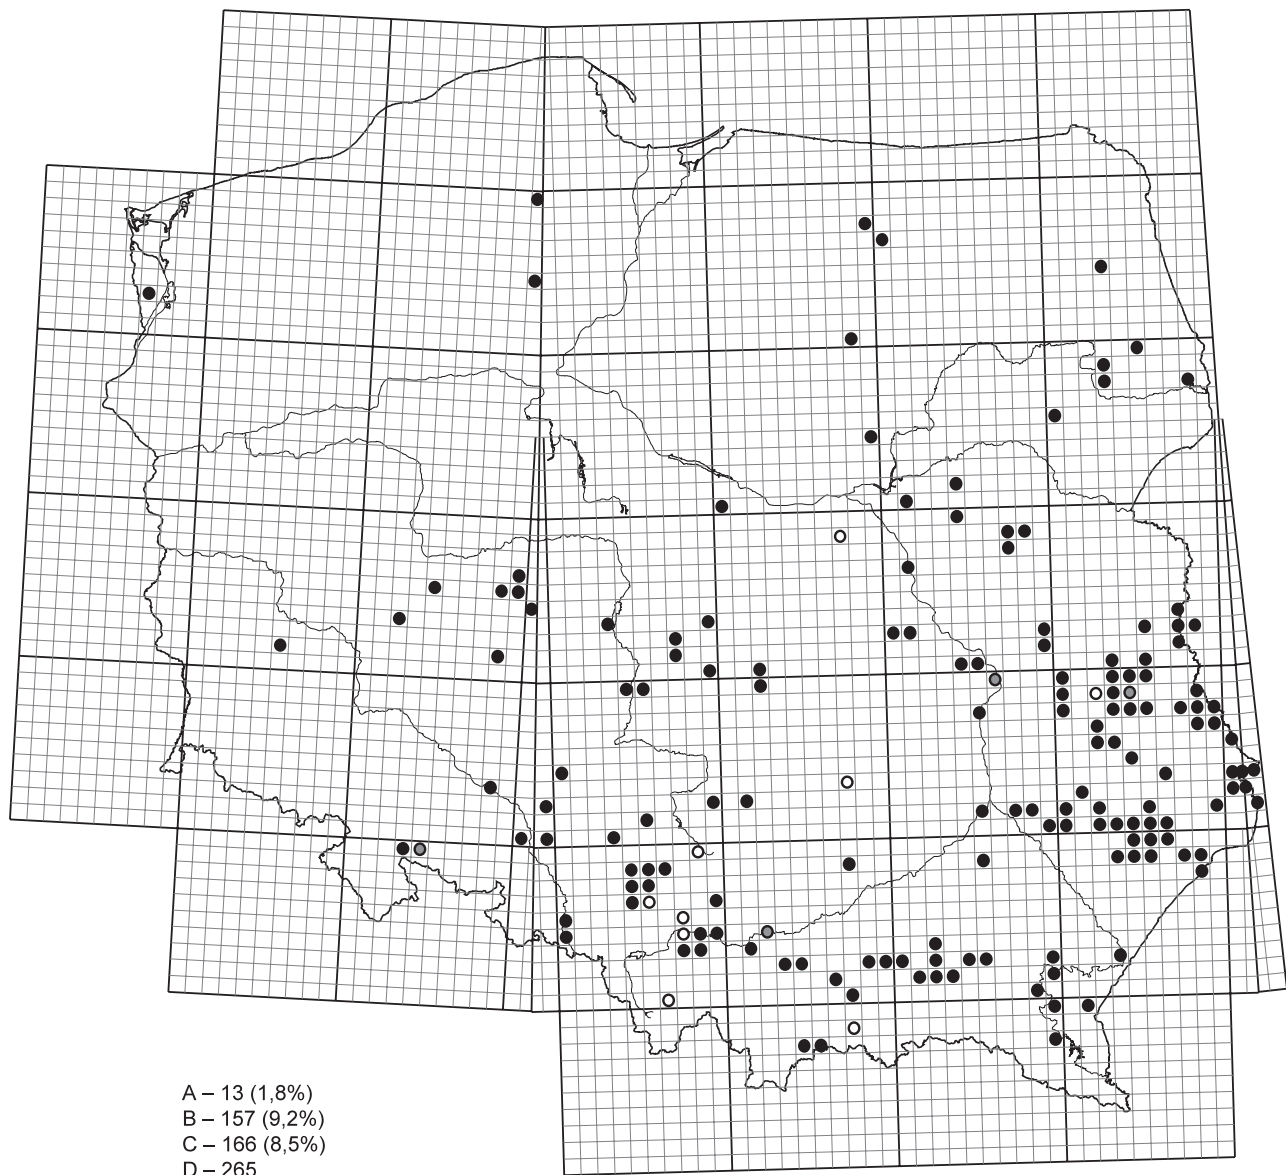 A – 13 (1,8%)
B – 157 (9,2%)
C – 166 (8,5%)
D – 265